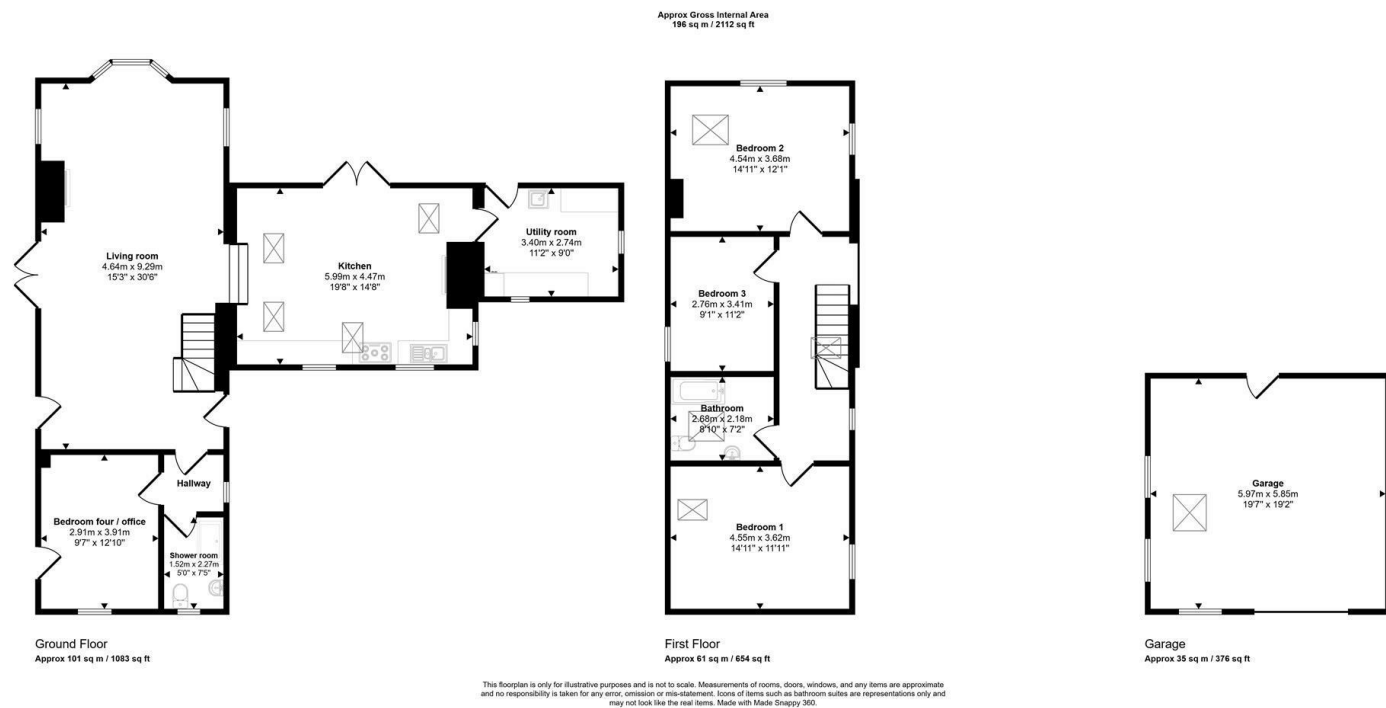 Approx Gross Internal Area
196 sq m / 2112 sq ft
Living room
4.64m x 9.29m
15'3" x 30'6"
Kitchen
5.99m x 4.47m
19'8" x 14'8"
Utility room
3.40m x 2.74m
11'2" x 9'0"
Hallway
Bedroom four / office
2.91m x 3.91m
9'7" x 12'10"
Shower room
1.52m x 2.27m
5'0" x 7'5"
Ground Floor
Approx 101 sq m / 1083 sq ft
Bedroom 2
4.54m x 3.68m
14'11" x 12'1"
Bedroom 3
2.76m x 3.41m
9'1" x 11'2"
Bathroom
2.68m x 2.18m
8'10" x 7'2"
Bedroom 1
4.55m x 3.62m
14'11" x 11'11"
First Floor
Approx 61 sq m / 654 sq ft
Garage
5.97m x 5.85m
19'7" x 19'2"
Garage
Approx 35 sq m / 376 sq ft
This floorplan is only for illustrative purposes and is not to scale. Measurements of rooms, doors, windows, and any items are approximate
and no responsibility is taken for any error, omission or mis-statement. Icons of items such as bathroom suites are representations only and
may not look like the real items. Made with Made Snappy 360.